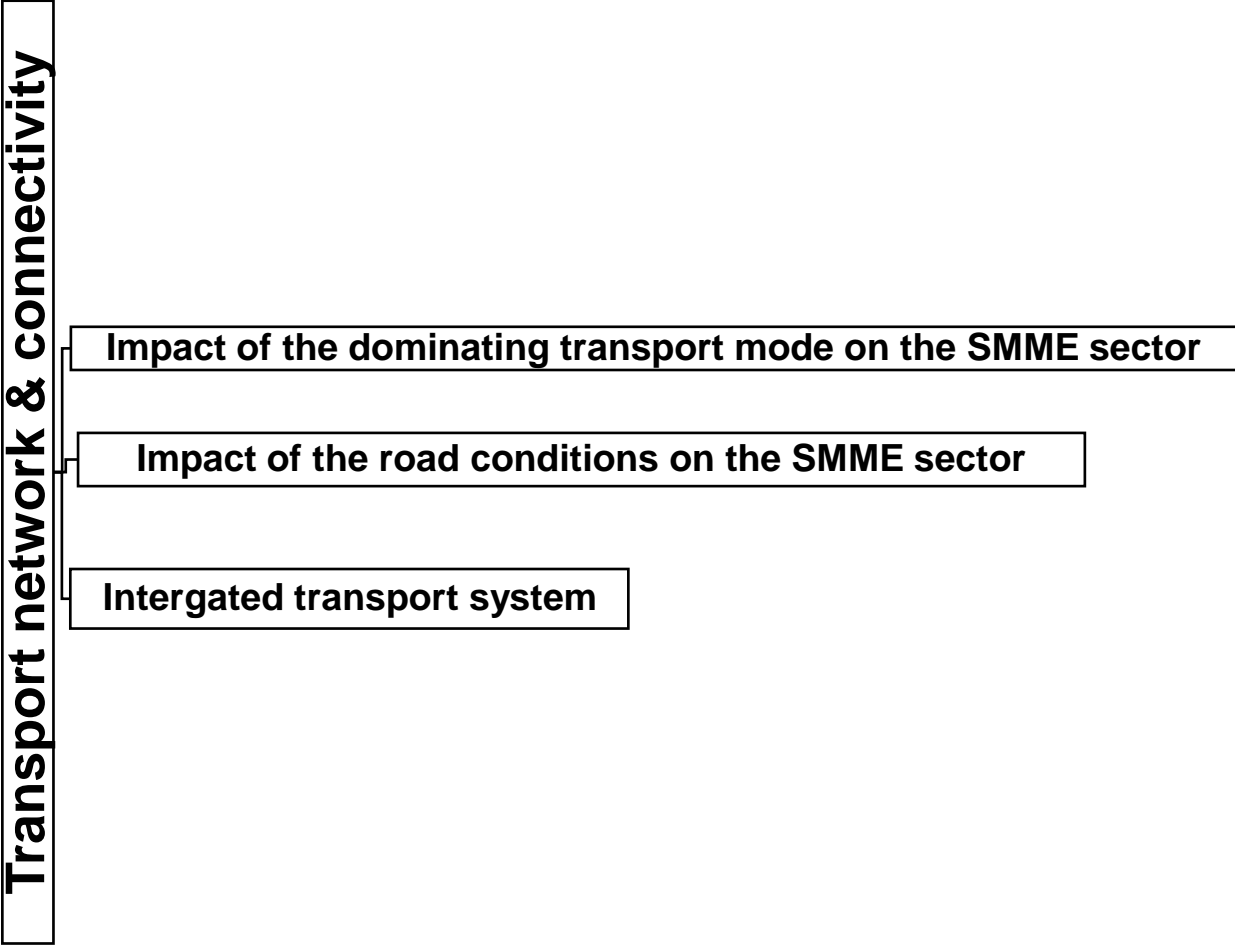 Transport network & connectivity
Impact of the dominating transport mode on the SMME sector
Impact of the road conditions on the SMME sector
Intergated transport system